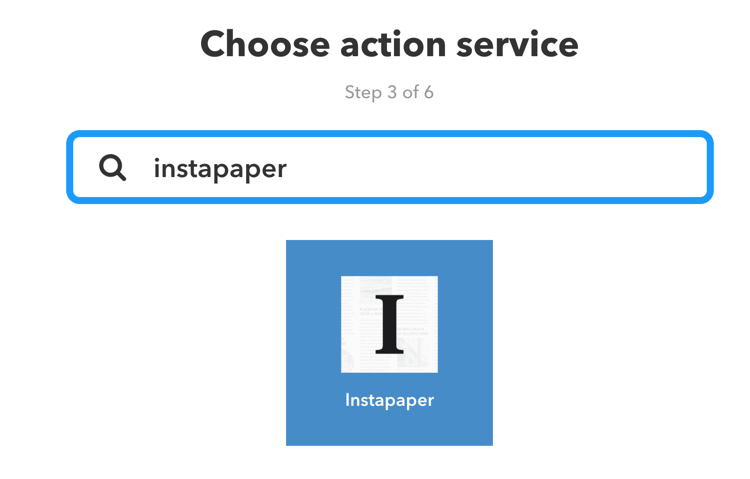 Choose action service
Step 3 of 6
instapaper
I
Instapaper